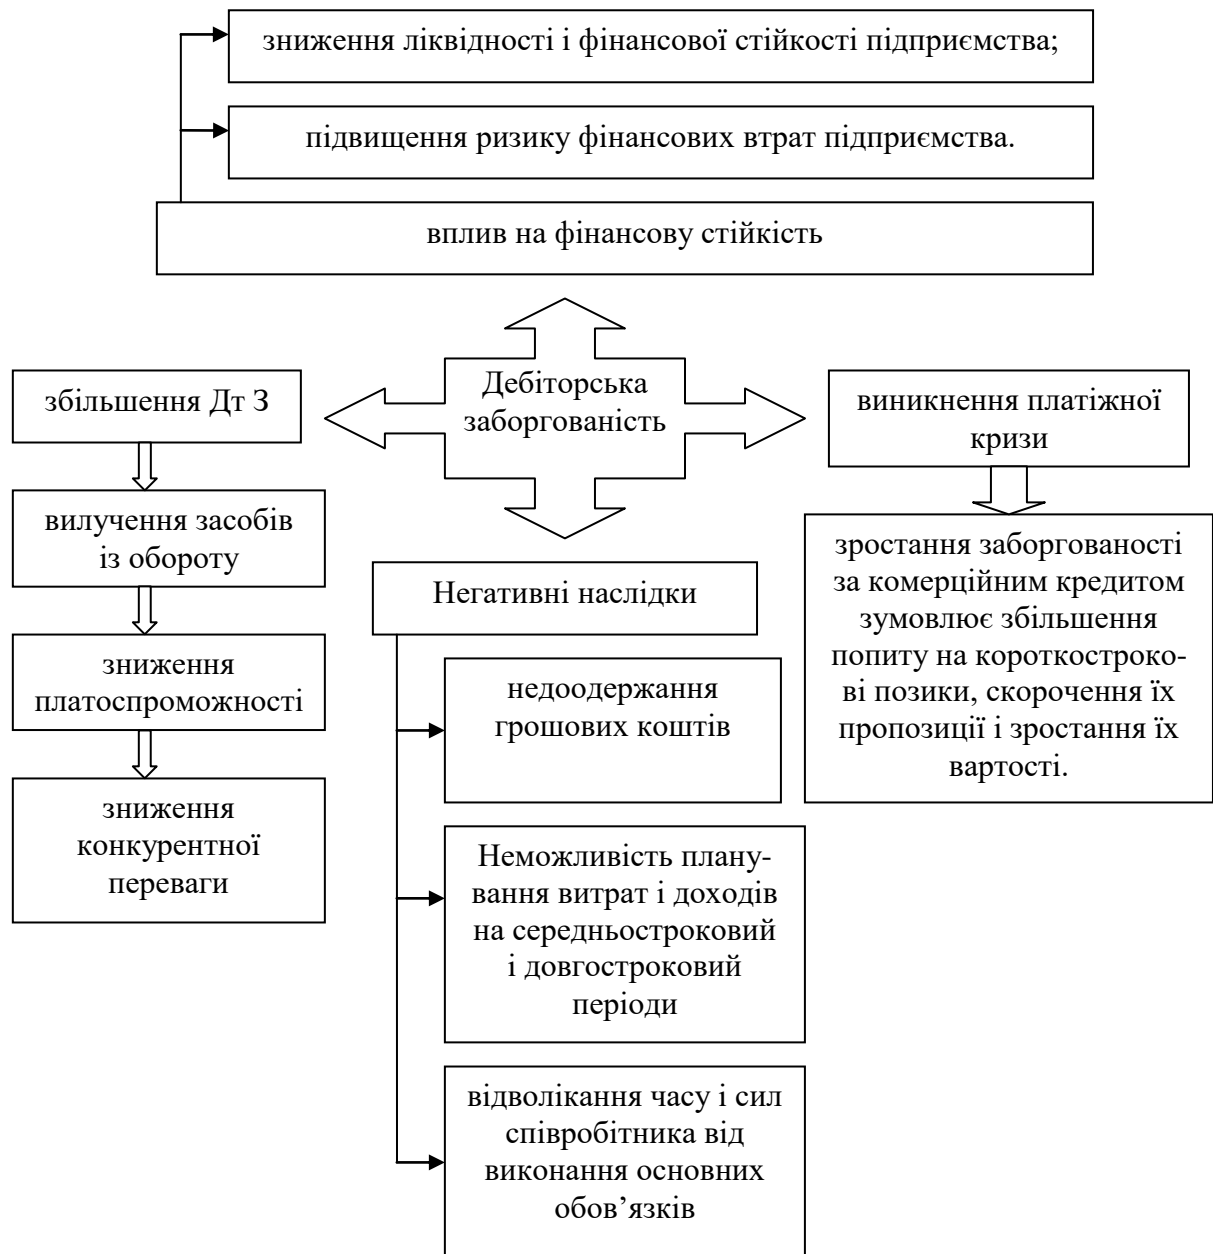 зниження ліквідності і фінансової стійкості підприємства;
підвищення ризику фінансових втрат підприємства.
вплив на фінансову стійкість
Дебіторська
заборгованість
збільшення Дт З
вилучення засобів
із обороту
зниження
платоспроможності
зниження
конкурентної
переваги
Негативні наслідки
недоодержання
грошових коштів
Неможливість плану-
вання витрат і доходів
на середньостроковий
і довгостроковий
періоди
відволікання часу і сил
співробітника від
виконання основних
обов’язків
виникнення платіжної
кризи
зростання заборгованості
за комерційним кредитом
зумовлює збільшення
попиту на короткостроко-
ві позики, скорочення їх
пропозиції і зростання їх
вартості.